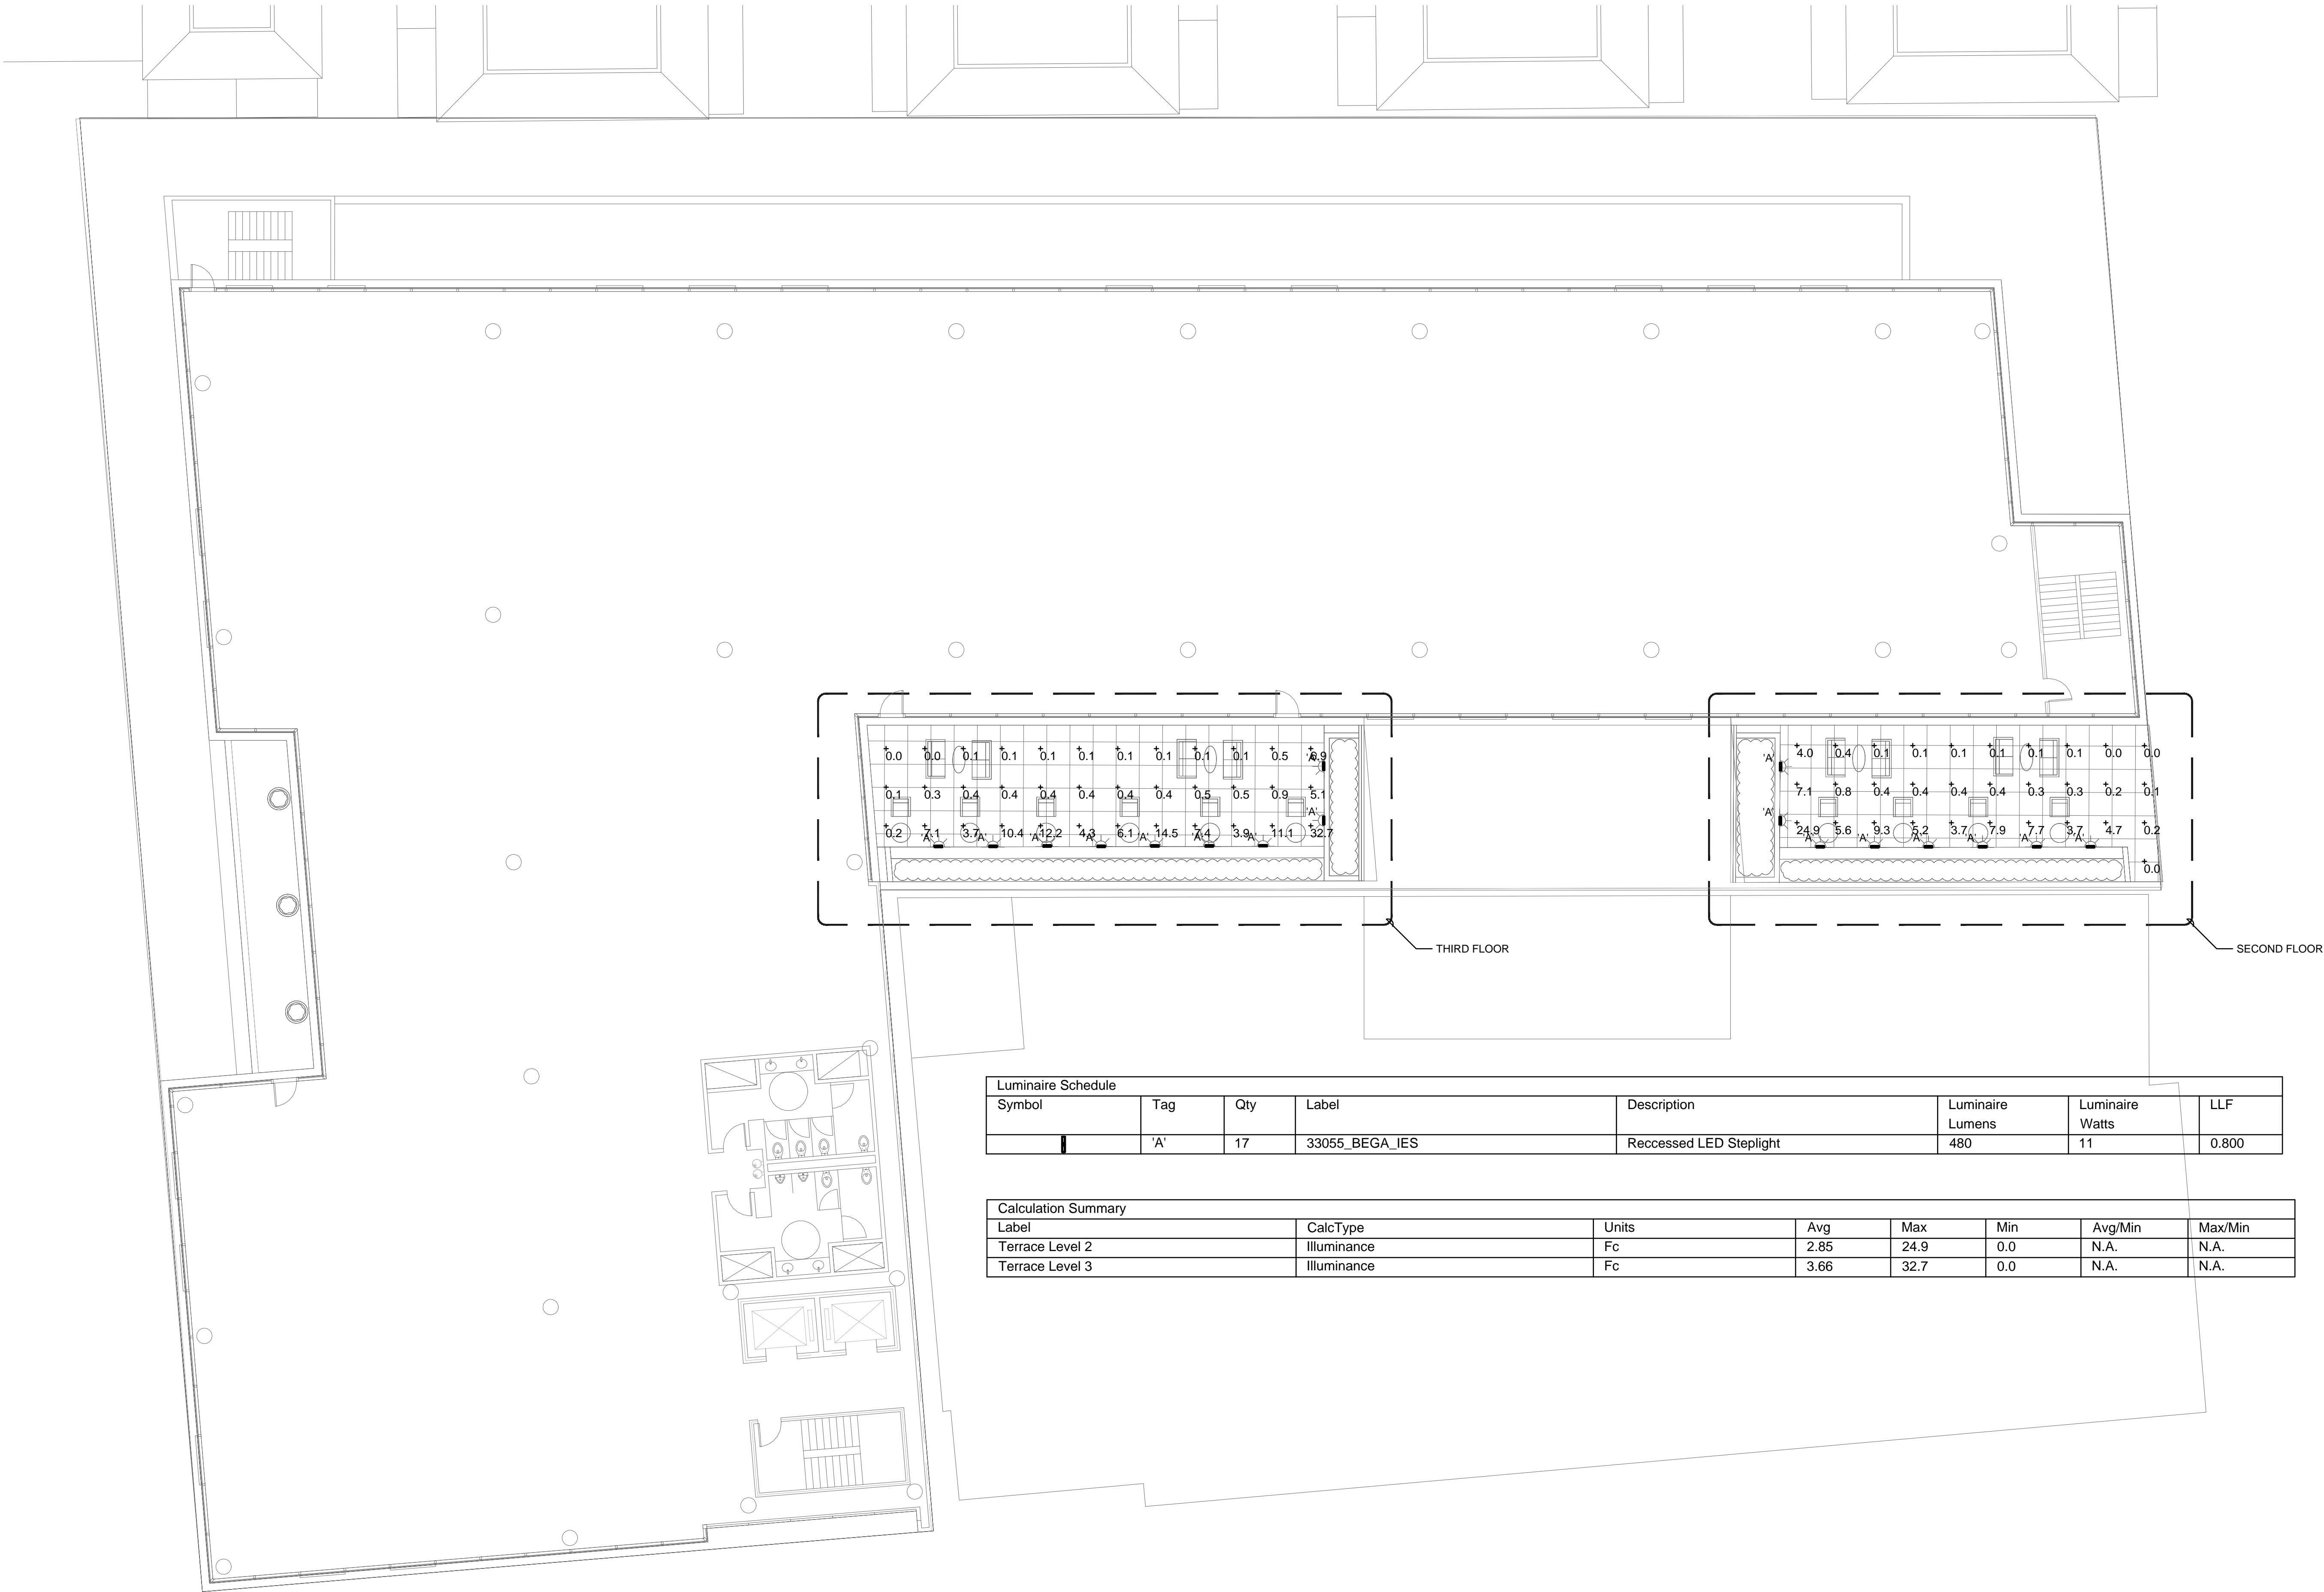 0.0 0.0 0.1 0.1 0.1 0.1 0.1 0.1 0.1 0.1 0.5 6.9
'A'
0.1 0.3 0.4 0.4 0.4 0.4 0.4 0.4 0.5 0.5 0.9 5.1
'A'
0.2 7.1 3.7 10.4 12.2 4.3 6.1 14.5 7.4 3.9 11.1 32.7
'A' 'A' 'A' 'A' 'A' 'A' 'A'
THIRD FLOOR
4.0 0.4 0.1 0.1 0.1 0.1 0.1 0.1 0.0 0.0
'A'
7.1 0.8 0.4 0.4 0.4 0.4 0.3 0.3 0.2 0.1
'A'
24.9 5.6 9.3 5.2 3.7 7.9 7.7 3.7 4.7 0.2
'A' 'A' 'A' 'A' 'A' 'A'
0.0
SECOND FLOOR
Luminaire Schedule
Symbol Tag Qty Label Description Luminaire Lumens Luminaire Watts LLF
'A' 17 33055_BEGA_IES Reccessed LED Steplight 480 11 0.800
Calculation Summary
Label CalcType Units Avg Max Min Avg/Min Max/Min
Terrace Level 2 Illuminance Fc 2.85 24.9 0.0 N.A. N.A.
Terrace Level 3 Illuminance Fc 3.66 32.7 0.0 N.A. N.A.